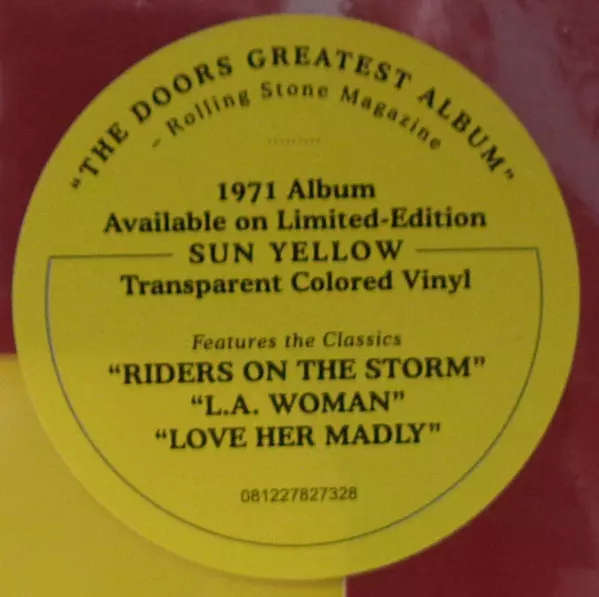 "THE DOORS GREATEST ALBUM"
– Rolling Stone Magazine
1971 Album
Available on Limited-Edition
SUN YELLOW
Transparent Colored Vinyl
Features the Classics
"RIDERS ON THE STORM"
"L.A. WOMAN"
"LOVE HER MADLY"
081227827328